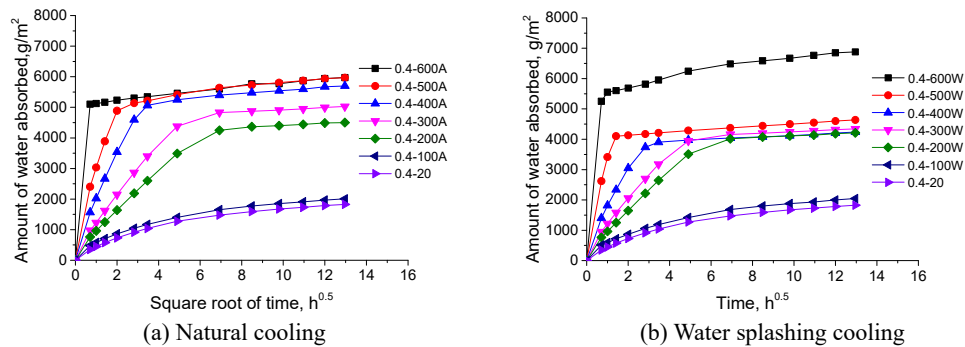 8000
7000
6000
5000
4000
3000
2000
1000
0
Amount of water absorbed,g/m²
0 2 4 6 8 10 12 14 16
Square root of time, h^0.5
0.4-600A
0.4-500A
0.4-400A
0.4-300A
0.4-200A
0.4-100A
0.4-20
(a) Natural cooling
8000
7000
6000
5000
4000
3000
2000
1000
0
Amount of water absorbed, g/m²
0 2 4 6 8 10 12 14 16
Time, h^0.5
0.4-600W
0.4-500W
0.4-400W
0.4-300W
0.4-200W
0.4-100W
0.4-20
(b) Water splashing cooling